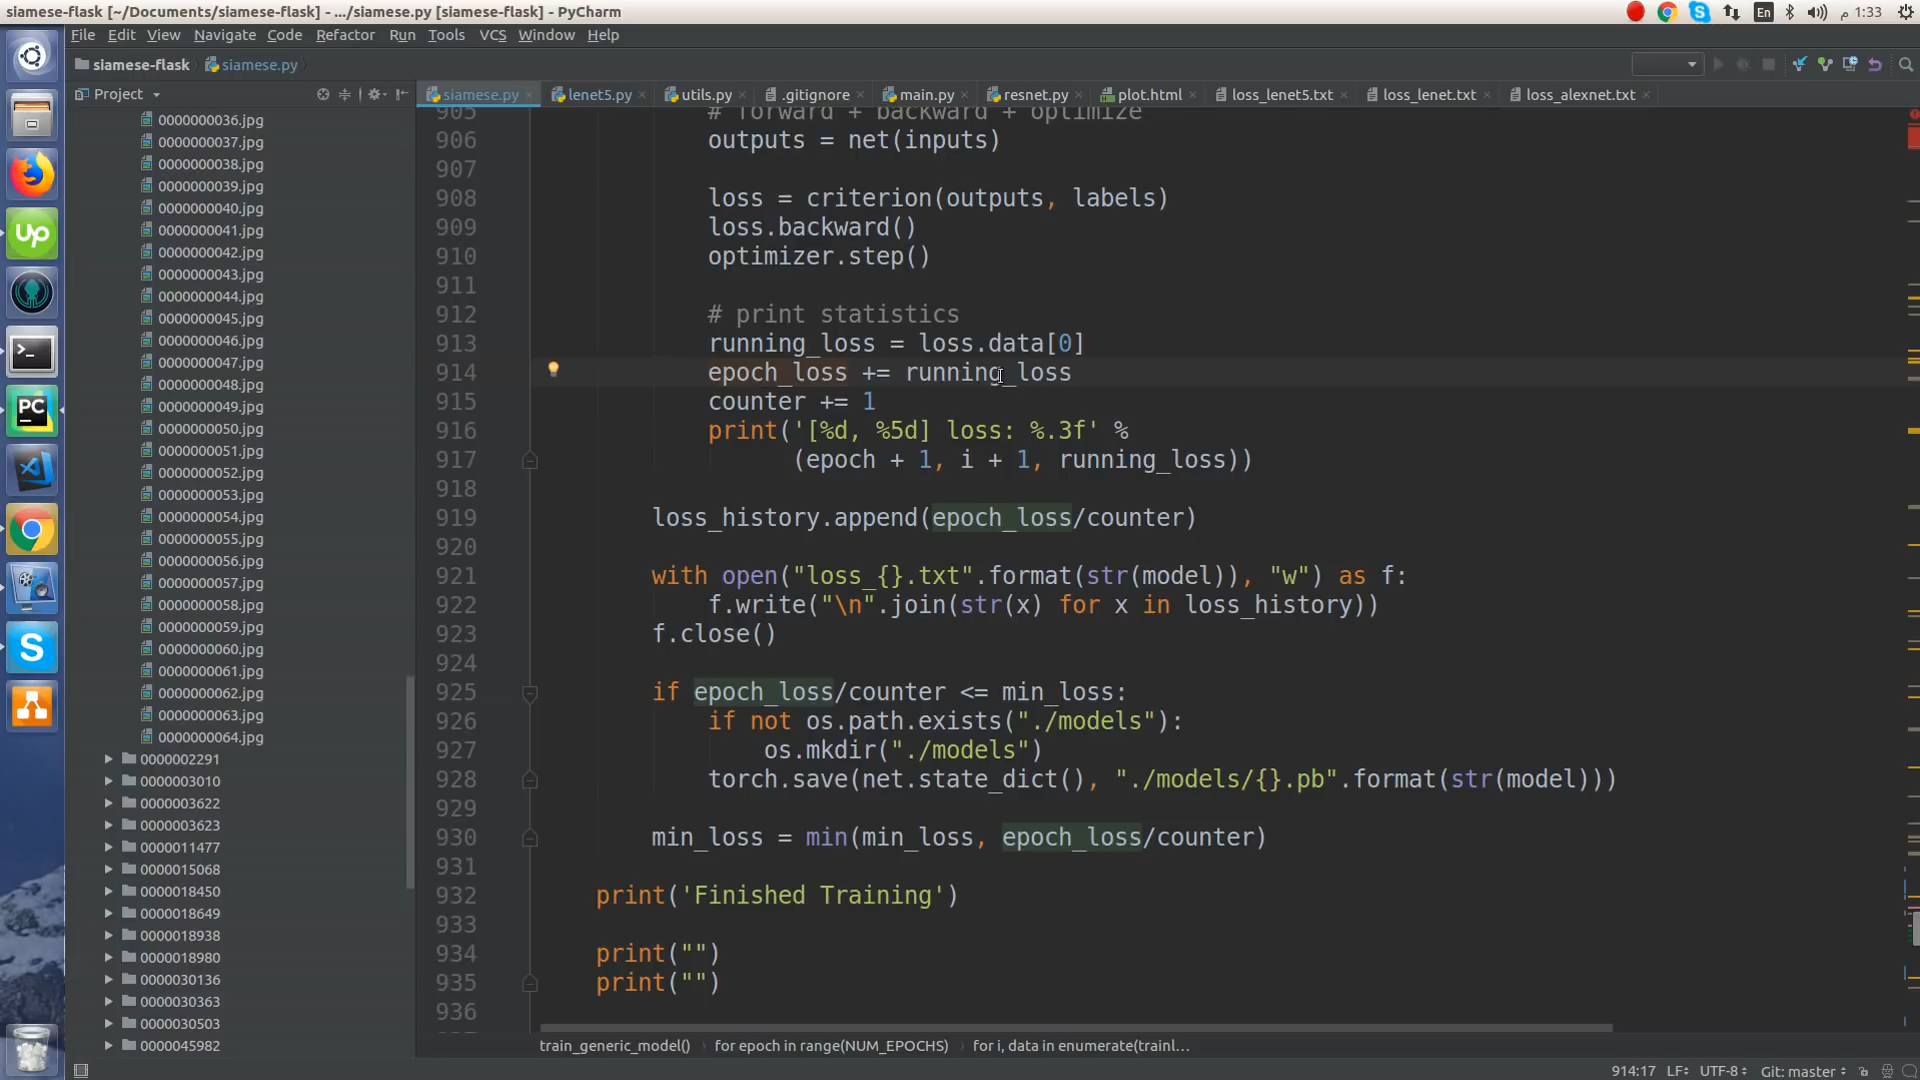 siamese-flask [~/Documents/siamese-flask] - .../siamese.py [siamese-flask] - PyCharm
En
1:33 م
File Edit View Navigate Code Refactor Run Tools VCS Window Help
siamese-flask siamese.py
Project
siamese.py lenet5.py utils.py .gitignore main.py resnet.py plot.html loss_lenet5.txt loss_lenet.txt loss_alexnet.txt
0000000036.jpg
0000000037.jpg
0000000038.jpg
0000000039.jpg
0000000040.jpg
0000000041.jpg
0000000042.jpg
0000000043.jpg
0000000044.jpg
0000000045.jpg
0000000046.jpg
0000000047.jpg
0000000048.jpg
0000000049.jpg
0000000050.jpg
0000000051.jpg
0000000052.jpg
0000000053.jpg
0000000054.jpg
0000000055.jpg
0000000056.jpg
0000000057.jpg
0000000058.jpg
0000000059.jpg
0000000060.jpg
0000000061.jpg
0000000062.jpg
0000000063.jpg
0000000064.jpg
0000002291
0000003010
0000003622
0000003623
0000011477
0000015068
0000018450
0000018649
0000018938
0000018980
0000030136
0000030363
0000030503
0000045982
905 # forward + backward + optimize
906 outputs = net(inputs)
907
908 loss = criterion(outputs, labels)
909 loss.backward()
910 optimizer.step()
911
912 # print statistics
913 running_loss = loss.data[0]
914 epoch_loss += running_loss
915 counter += 1
916 print('[%d, %5d] loss: %.3f' %
917 (epoch + 1, i + 1, running_loss))
918
919 loss_history.append(epoch_loss/counter)
920
921 with open("loss_{}.txt".format(str(model)), "w") as f:
922 f.write("\n".join(str(x) for x in loss_history))
923 f.close()
924
925 if epoch_loss/counter <= min_loss:
926 if not os.path.exists("./models"):
927 os.mkdir("./models")
928 torch.save(net.state_dict(), "./models/{}.pb".format(str(model)))
929
930 min_loss = min(min_loss, epoch_loss/counter)
931
932 print('Finished Training')
933
934 print("")
935 print("")
936
train_generic_model() for epoch in range(NUM_EPOCHS) for i, data in enumerate(trainl...
914:17 LF UTF-8 Git: master
Up
PC
S